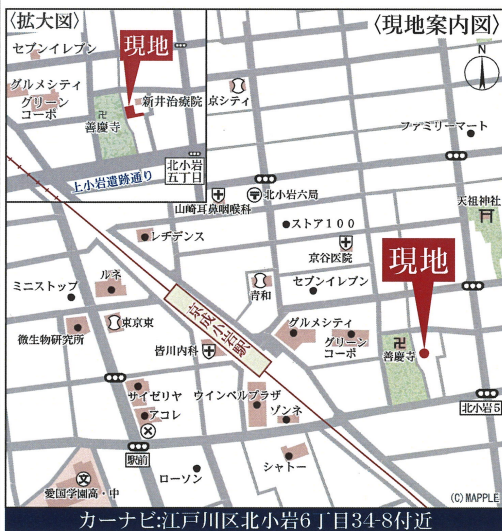 〈拡大図〉
〈現地案内図〉
セブンイレブン
現地
グルメシティ
グリーン
コーポ
新井治療院
善慶寺
上小岩遺跡通り
北小岩
五丁目
京シティ
ファミリーマート
山崎耳鼻咽喉科
北小岩六局
天祖神社
ストア100
レヂデンス
京谷医院
現地
ミニストップ
ルネ
青和
セブンイレブン
東京東
京成小岩駅
グルメシティ
グリーン
コーポ
微生物研究所
皆川内科
善慶寺
サイゼリヤ
アコレ
ウインベルプラザ
ゾンネ
北小岩5
駅前
ローソン
シャトー
愛国学園高・中
(C)MAPPLE
カーナビ:江戸川区北小岩6丁目34-8付近